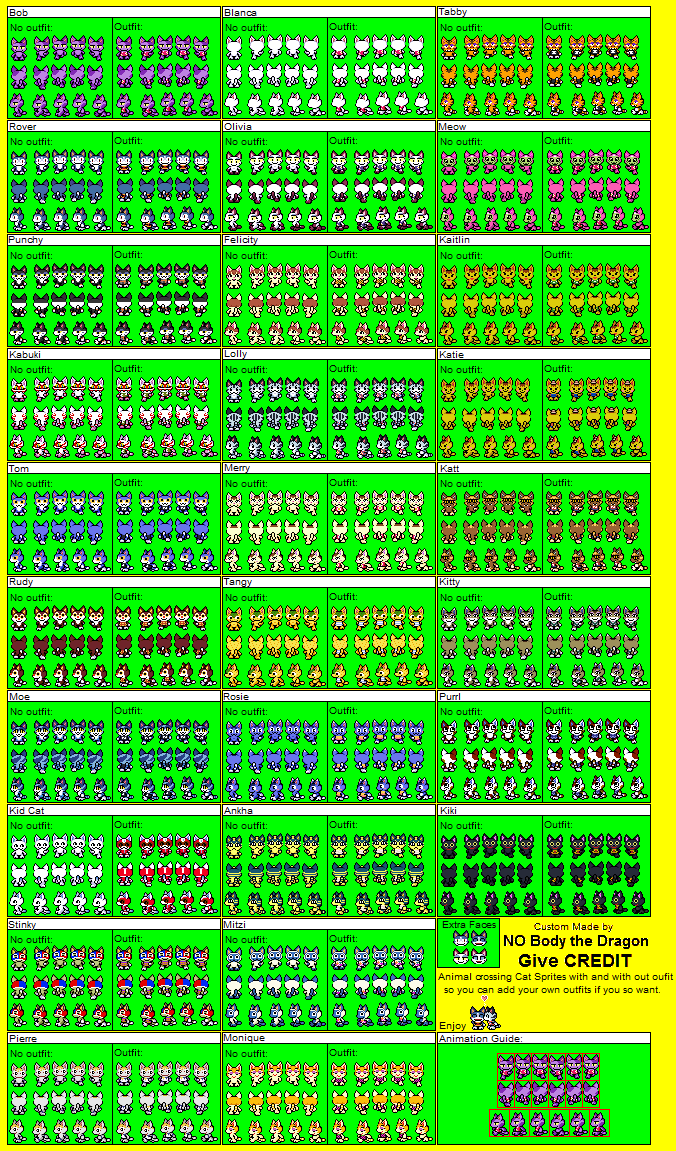 Bob
Blanca
Tabby
No outfit: Outfit:
No outfit: Outfit:
No outfit: Outfit:
Rover
Olivia
Meow
No outfit: Outfit:
No outfit: Outfit:
No outfit: Outfit:
Punchy
Felicity
Kaitlin
No outfit: Outfit:
No outfit: Outfit:
No outfit: Outfit:
Kabuki
Lolly
Katie
No outfit: Outfit:
No outfit: Outfit:
No outfit: Outfit:
Tom
Merry
Katt
No outfit: Outfit:
No outfit: Outfit:
No outfit: Outfit:
Rudy
Tangy
Kitty
No outfit: Outfit:
No outfit: Outfit:
No outfit: Outfit:
Moe
Rosie
Purrl
No outfit: Outfit:
No outfit: Outfit:
No outfit: Outfit:
Kid Cat
Ankha
Kiki
No outfit: Outfit:
No outfit: Outfit:
No outfit: Outfit:
Stinky
Mitzi
No outfit: Outfit:
No outfit: Outfit:
Extra Faces
Custom Made by
NO Body the Dragon
Give CREDIT
Animal crossing Cat Sprites with and with out oufit
so you can add your own outfits if you so want.
Enjoy
Pierre
Monique
Animation Guide:
No outfit: Outfit:
No outfit: Outfit: